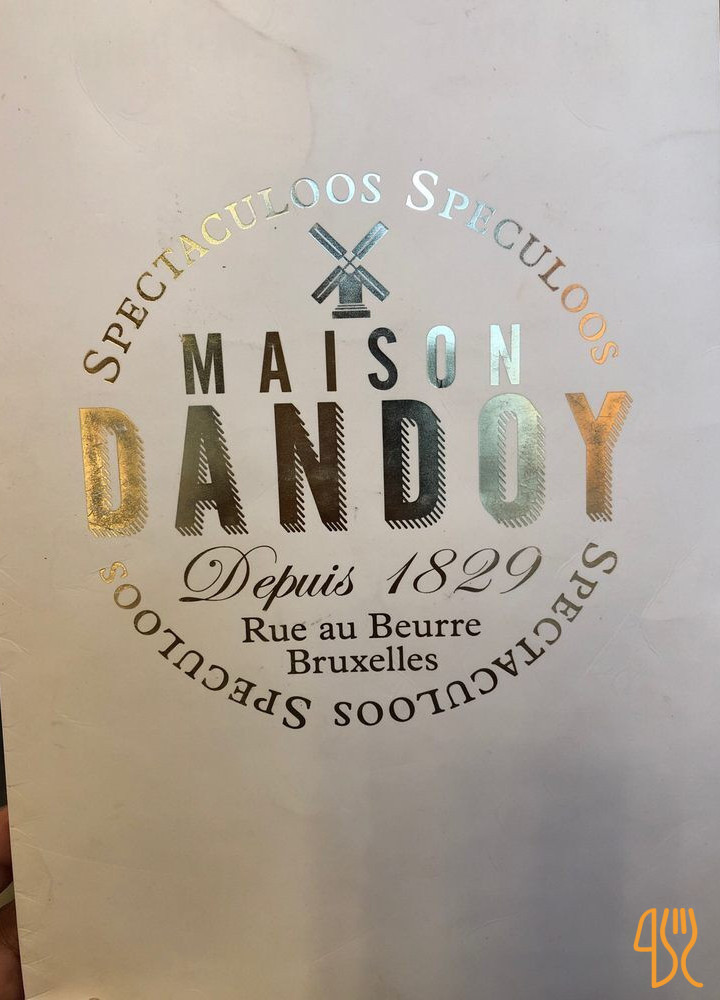 SPECTACULOOS SPECULOOS
MAISON
DANDOY
Depuis 1829
Rue au Beurre
Bruxelles
SPECTACULOOS SPECULOOS